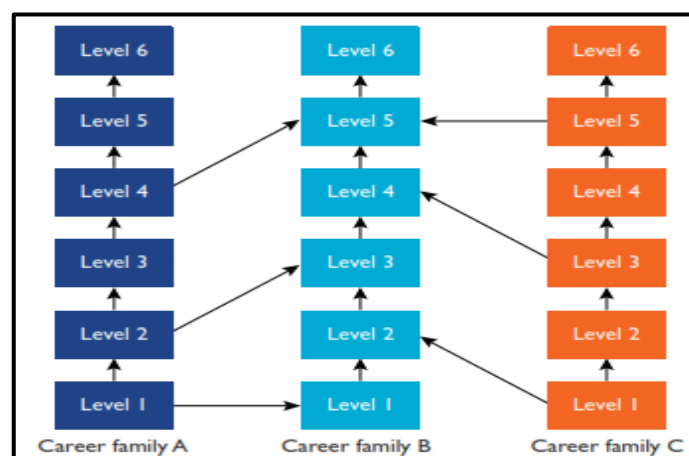 Level 6 Level 6 Level 6
Level 5 Level 5 Level 5
Level 4 Level 4 Level 4
Level 3 Level 3 Level 3
Level 2 Level 2 Level 2
Level 1 Level 1 Level 1
Career family A Career family B Career family C